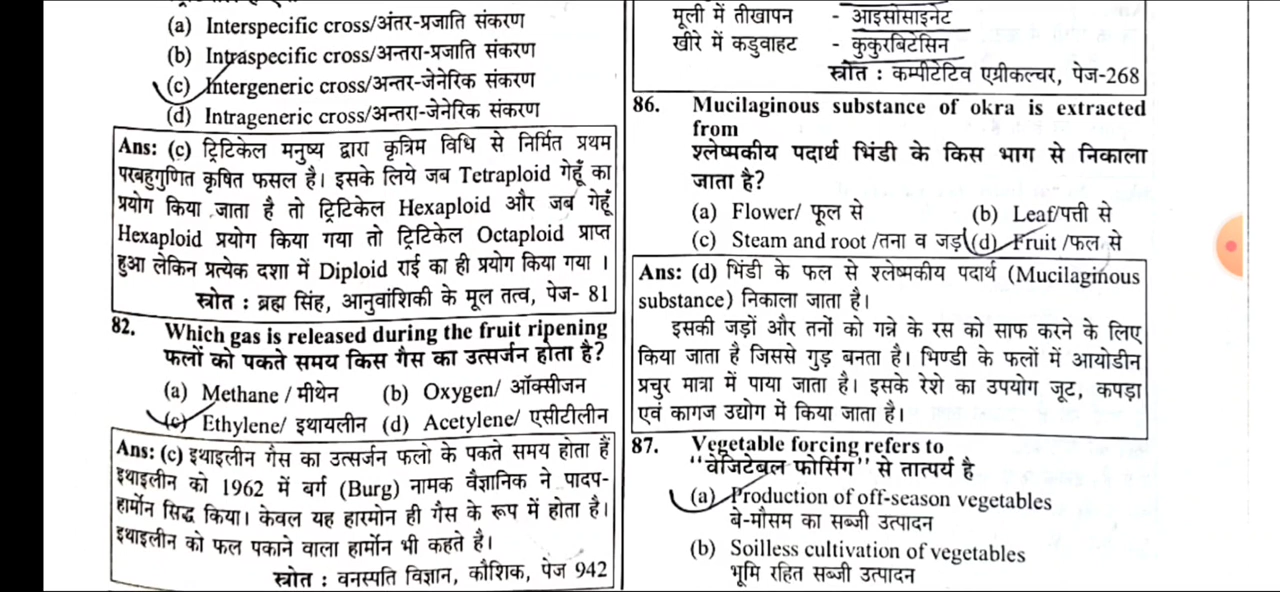 (a) Interspecific cross/अंतर-प्रजाति संकरण
(b) Intraspecific cross/अन्तरा-प्रजाति संकरण
(c) Intergeneric cross/अन्तर-जेनेरिक संकरण
(d) Intrageneric cross/अन्तरा-जेनेरिक संकरण
Ans: (c) ट्रिटिकेल मनुष्य द्वारा कृत्रिम विधि से निर्मित प्रथम
परबहुगुणित कृषित फसल है। इसके लिये जब Tetraploid गेहूँ का
प्रयोग किया जाता है तो ट्रिटिकेल Hexaploid और जब गेहूँ
Hexaploid प्रयोग किया गया तो ट्रिटिकेल Octaploid प्राप्त
हुआ लेकिन प्रत्येक दशा में Diploid राई का ही प्रयोग किया गया ।
स्त्रोत : ब्रह्म सिंह, आनुवांशिकी के मूल तत्व, पेज- 81
82. Which gas is released during the fruit ripening
फलों को पकते समय किस गैस का उत्सर्जन होता है?
(a) Methane / मीथेन (b) Oxygen/ ऑक्सीजन
(c) Ethylene/ इथायलीन (d) Acetylene/ एसीटीलीन
Ans: (c) इथाइलीन गैस का उत्सर्जन फलो के पकते समय होता हैं
इथाइलीन को 1962 में बर्ग (Burg) नामक वैज्ञानिक ने पादप-
हार्मोन सिद्ध किया। केवल यह हारमोन ही गैस के रूप में होता है।
इथाइलीन को फल पकाने वाला हार्मोन भी कहते है।
स्त्रोत : वनस्पति विज्ञान, कौशिक, पेज 942
मूली में तीखापन - आइसोसाइनेट
खीरे में कडुवाहट - कुकुरबिटेसिन
स्त्रोत : कम्पीटेटिव एग्रीकल्चर, पेज-268
86. Mucilaginous substance of okra is extracted
from
श्लेष्मकीय पदार्थ भिंडी के किस भाग से निकाला
जाता है?
(a) Flower/ फूल से (b) Leaf/पत्ती से
(c) Steam and root /तना व जड़ (d) Fruit /फल से
Ans: (d) भिंडी के फल से श्लेष्मकीय पदार्थ (Mucilaginous
substance) निकाला जाता है।
इसकी जड़ों और तनों को गन्ने के रस को साफ करने के लिए
किया जाता है जिससे गुड़ बनता है। भिण्डी के फलों में आयोडीन
प्रचुर मात्रा में पाया जाता है। इसके रेशे का उपयोग जूट, कपड़ा
एवं कागज उद्योग में किया जाता है।
87. Vegetable forcing refers to
"वेजिटेबल फोर्सिंग" से तात्पर्य है
(a) Production of off-season vegetables
बे-मौसम का सब्जी उत्पादन
(b) Soilless cultivation of vegetables
भूमि रहित सब्जी उत्पादन